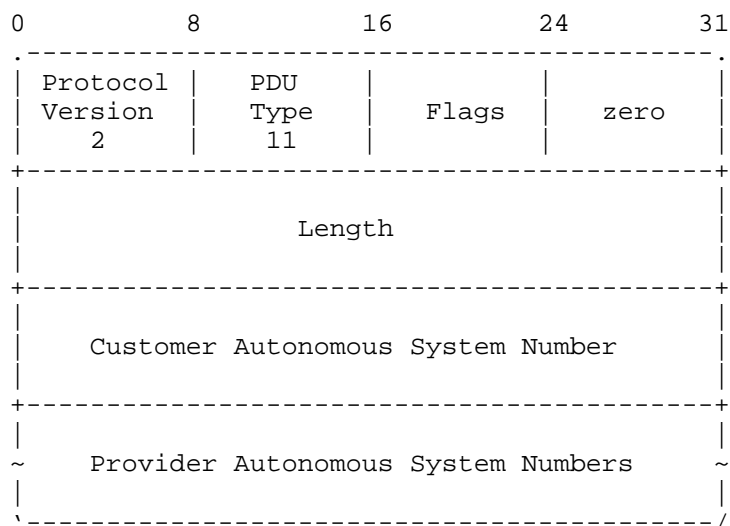 0          8          16         24        31
.-------------------------------------------.
| Protocol |   PDU    |          |          |
| Version  |   Type   |   Flags  |   zero   |
|    2     |    11    |          |          |
+-------------------------------------------+
|                                           |
|                 Length                    |
|                                           |
+-------------------------------------------+
|                                           |
|    Customer Autonomous System Number      |
|                                           |
+-------------------------------------------+
|                                           |
~    Provider Autonomous System Numbers     ~
|                                           |
`-------------------------------------------/